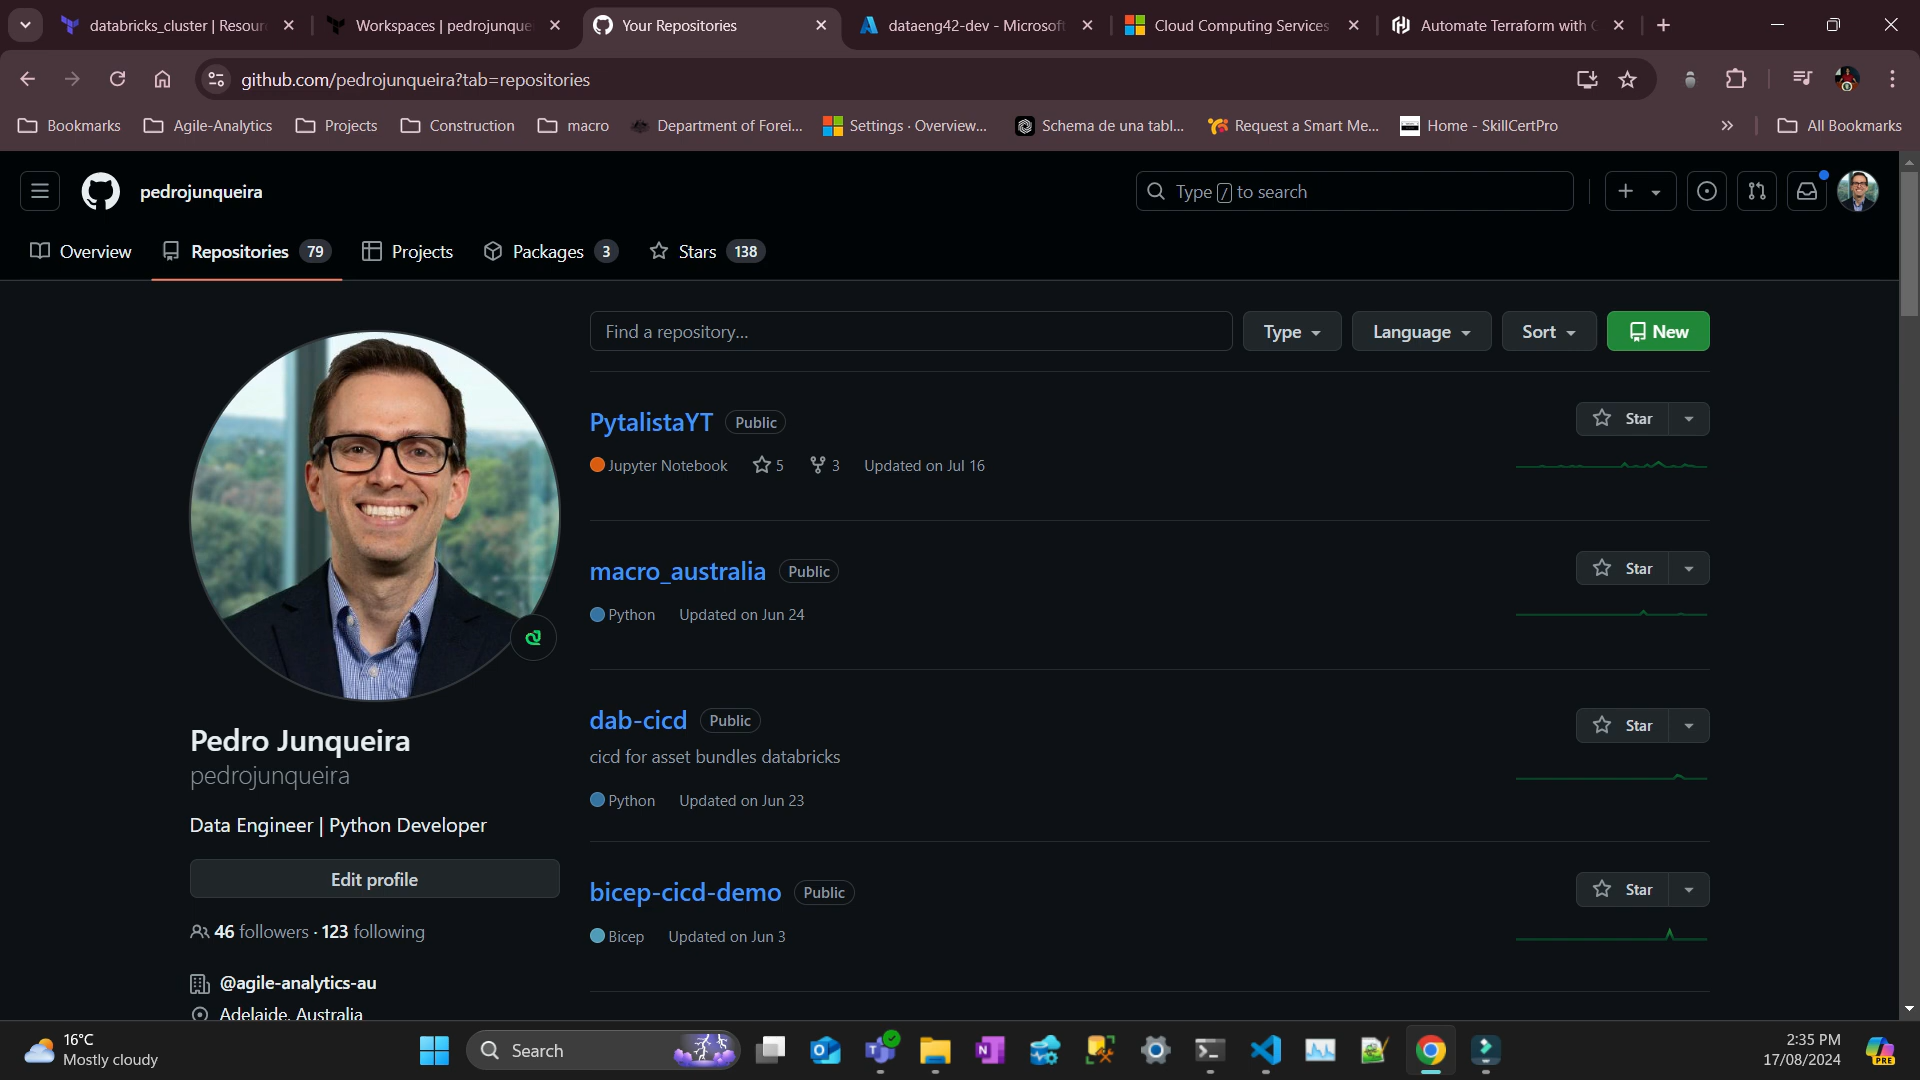 databricks_cluster | Resour
Workspaces | pedrojunque
Your Repositories
dataeng42-dev - Microsoft
Cloud Computing Services
Automate Terraform with
github.com/pedrojunqueira?tab=repositories
Bookmarks
Agile-Analytics
Projects
Construction
macro
Department of Forei...
Settings · Overview...
Schema de una tabl...
Request a Smart Me...
Home - SkillCertPro
All Bookmarks
pedrojunqueira
Type / to search
Overview
Repositories 79
Projects
Packages 3
Stars 138
Find a repository...
Type
Language
Sort
New
PytalistaYT Public
Star
Jupyter Notebook 5 3 Updated on Jul 16
macro_australia Public
Star
Python Updated on Jun 24
dab-cicd Public
Star
cicd for asset bundles databricks
Python Updated on Jun 23
bicep-cicd-demo Public
Star
Bicep Updated on Jun 3
Pedro Junqueira
pedrojunqueira
Data Engineer | Python Developer
Edit profile
46 followers · 123 following
@agile-analytics-au
Adelaide, Australia
16°C
Mostly cloudy
Search
PRE
2:35 PM
17/08/2024